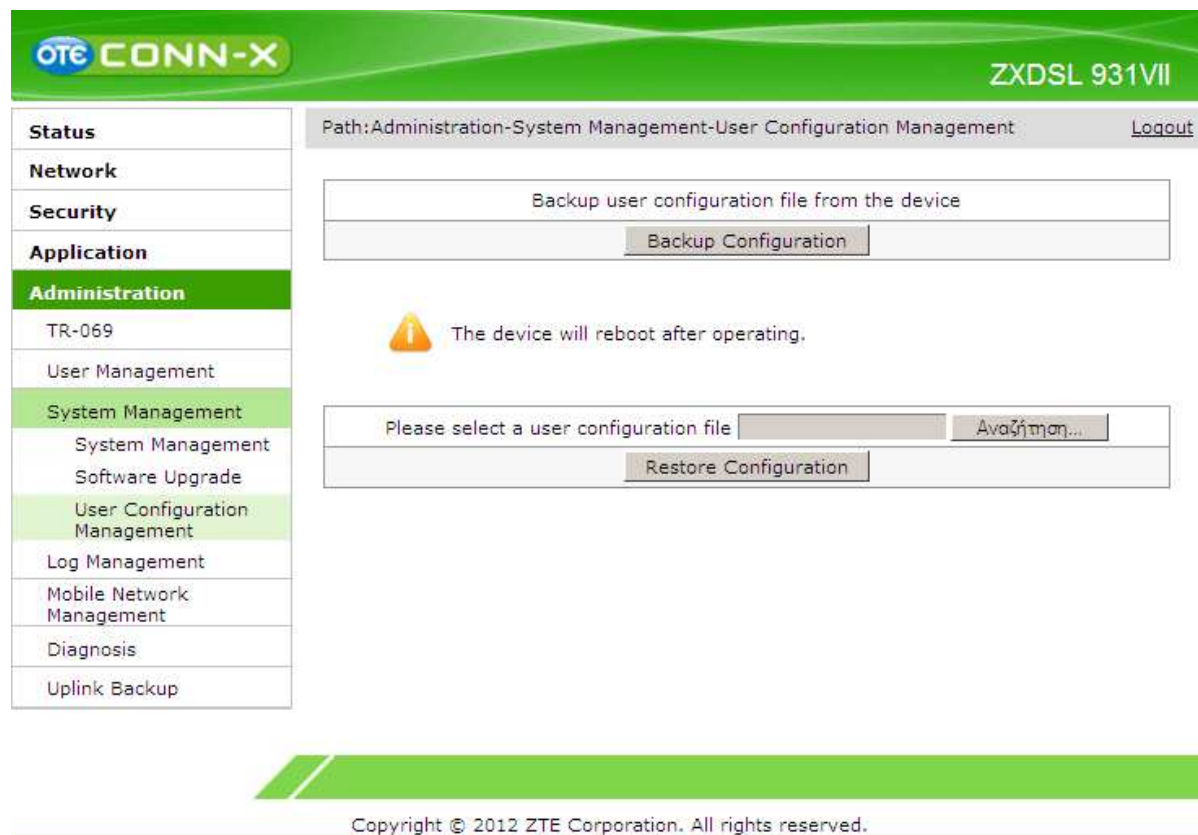 OTE CONN-X
ZXDSL 931VII
Path:Administration-System Management-User Configuration Management
Logout
Status
Network
Security
Application
Administration
TR-069
User Management
System Management
System Management
Software Upgrade
User Configuration
Management
Log Management
Mobile Network
Management
Diagnosis
Uplink Backup
Backup user configuration file from the device
Backup Configuration
The device will reboot after operating.
Please select a user configuration file
Αναζήτηση...
Restore Configuration
Copyright © 2012 ZTE Corporation. All rights reserved.